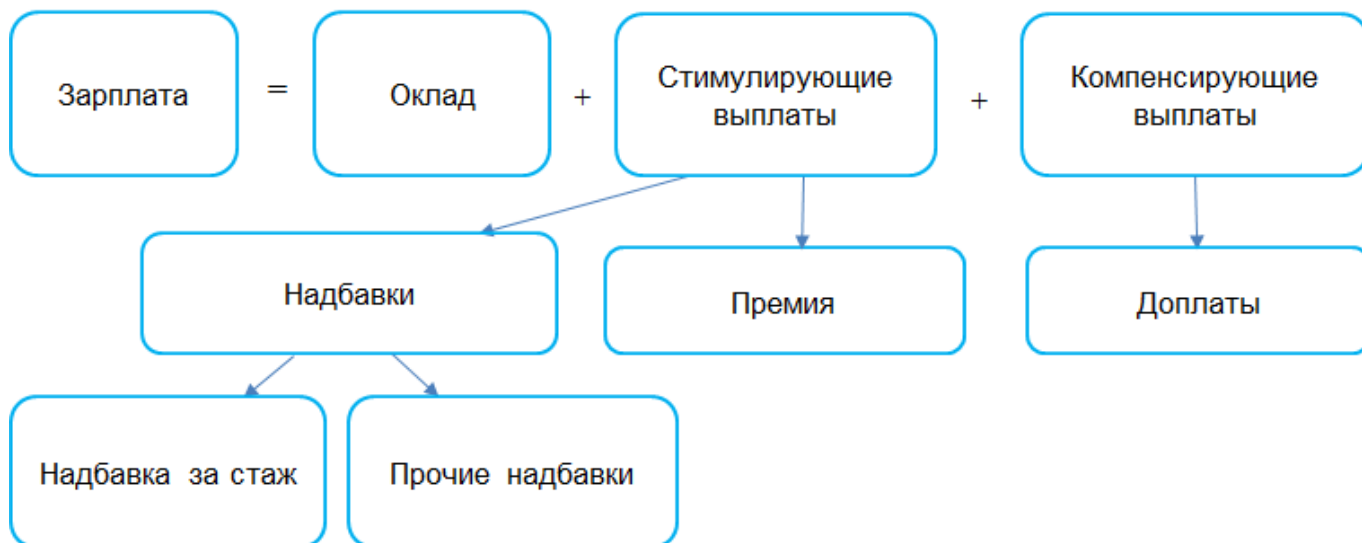 Зарплата = Оклад + Стимулирующие выплаты + Компенсирующие выплаты
Надбавки Премия Доплаты
Надбавка за стаж Прочие надбавки